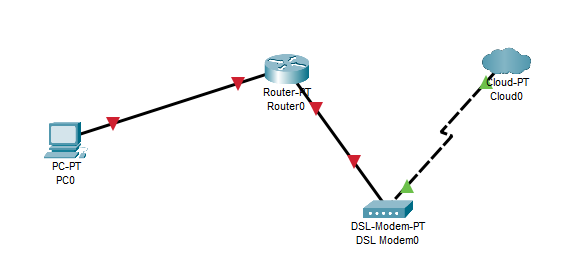 Router-PT
Router0
Cloud-PT
Cloud0
PC-PT
PC0
DSL-Modem-PT
DSL Modem0